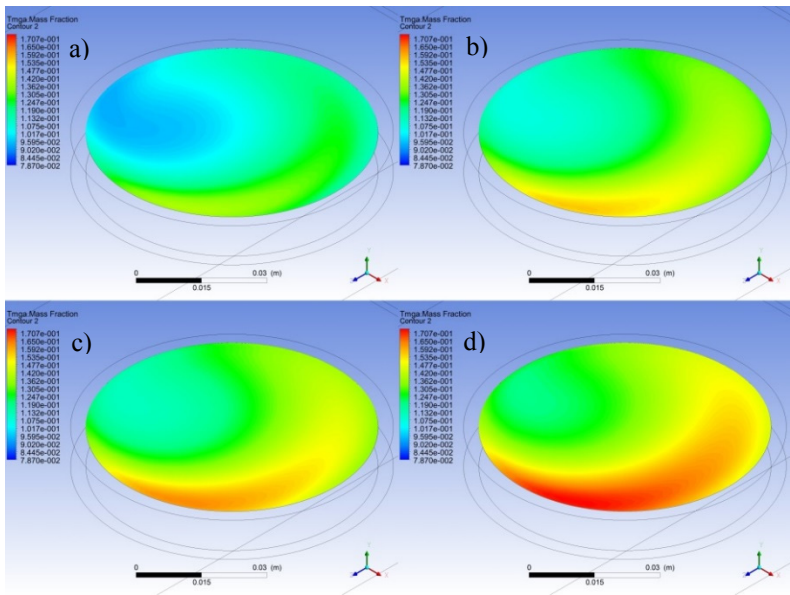 Tmga.Mass Fraction
Contour 2
a)
1.707e-001
1.650e-001
1.592e-001
1.535e-001
1.477e-001
1.420e-001
1.362e-001
1.305e-001
1.247e-001
1.190e-001
1.132e-001
1.075e-001
1.017e-001
9.595e-002
9.020e-002
8.445e-002
7.870e-002
0
0.03 (m)
0.015
Tmga.Mass Fraction
Contour 2
b)
1.707e-001
1.650e-001
1.592e-001
1.535e-001
1.477e-001
1.420e-001
1.362e-001
1.305e-001
1.247e-001
1.190e-001
1.132e-001
1.075e-001
1.017e-001
9.595e-002
9.020e-002
8.445e-002
7.870e-002
0
0.03 (m)
0.015
Tmga.Mass Fraction
Contour 2
c)
1.707e-001
1.650e-001
1.592e-001
1.535e-001
1.477e-001
1.420e-001
1.362e-001
1.305e-001
1.247e-001
1.190e-001
1.132e-001
1.075e-001
1.017e-001
9.595e-002
9.020e-002
8.445e-002
7.870e-002
0
0.03 (m)
0.015
Tmga.Mass Fraction
Contour 2
d)
1.707e-001
1.650e-001
1.592e-001
1.535e-001
1.477e-001
1.420e-001
1.362e-001
1.305e-001
1.247e-001
1.190e-001
1.132e-001
1.075e-001
1.017e-001
9.595e-002
9.020e-002
8.445e-002
7.870e-002
0
0.03 (m)
0.015